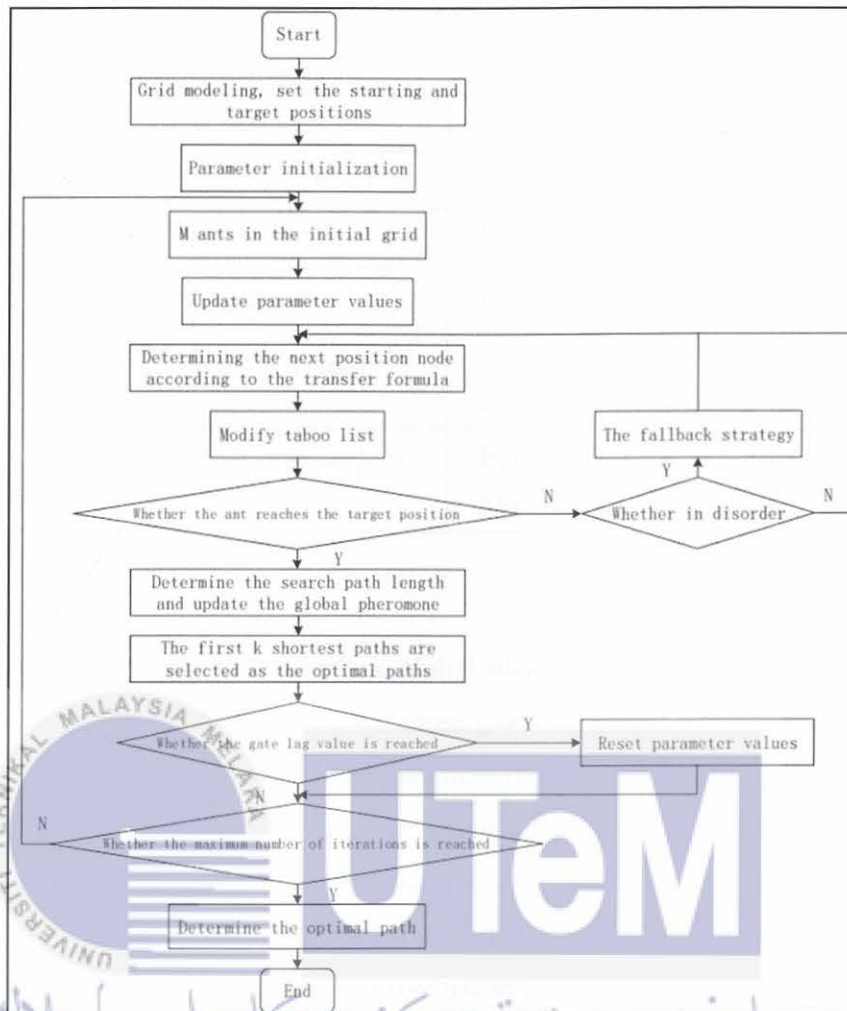 Start
Grid modeling, set the starting and
target positions
Parameter initialization
M ants in the initial grid
Update parameter values
Determining the next position node
according to the transfer formula
Modify taboo list
The fallback strategy
Y
Whether the ant reaches the target position
N
Whether in disorder
N
Y
Determine the search path length
and update the global pheromone
The first k shortest paths are
selected as the optimal paths
Whether the gate lag value is reached
Y
Reset parameter values
N
N
Whether the maximum number of iterations is reached
Y
Determine the optimal path
End
MALAYSIA MELAKA
UTeM